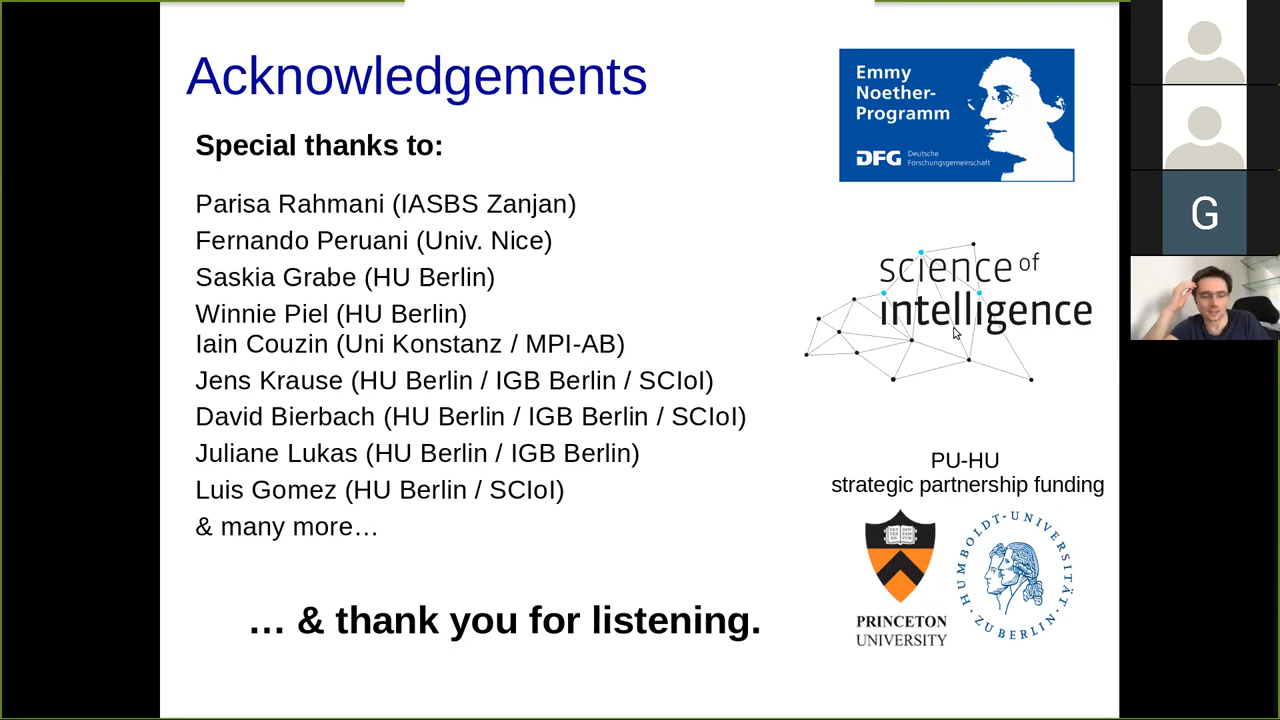 Acknowledgements
Special thanks to:
Parisa Rahmani (IASBS Zanjan)
Fernando Peruani (Univ. Nice)
Saskia Grabe (HU Berlin)
Winnie Piel (HU Berlin)
Iain Couzin (Uni Konstanz / MPI-AB)
Jens Krause (HU Berlin / IGB Berlin / SCIoI)
David Bierbach (HU Berlin / IGB Berlin / SCIoI)
Juliane Lukas (HU Berlin / IGB Berlin)
Luis Gomez (HU Berlin / SCIoI)
& many more…
… & thank you for listening.
Emmy
Noether-
Programm
DFG Deutsche
Forschungsgemeinschaft
science of
intelligence
PU-HU
strategic partnership funding
PRINCETON
UNIVERSITY
HUMBOLDT-UNIVERSITÄT
ZU BERLIN
G